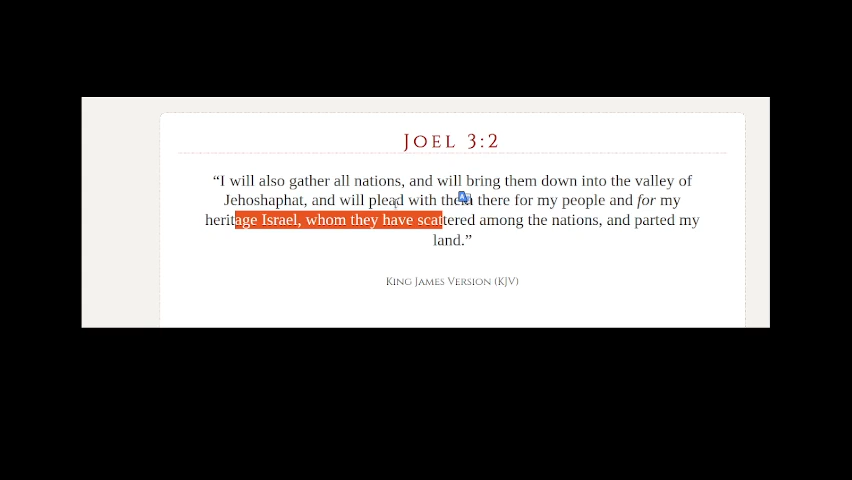 Joel 3:2
“I will also gather all nations, and will bring them down into the valley of
Jehoshaphat, and will plead with them there for my people and for my
heritage Israel, whom they have scattered among the nations, and parted my
land.”
King James Version (KJV)